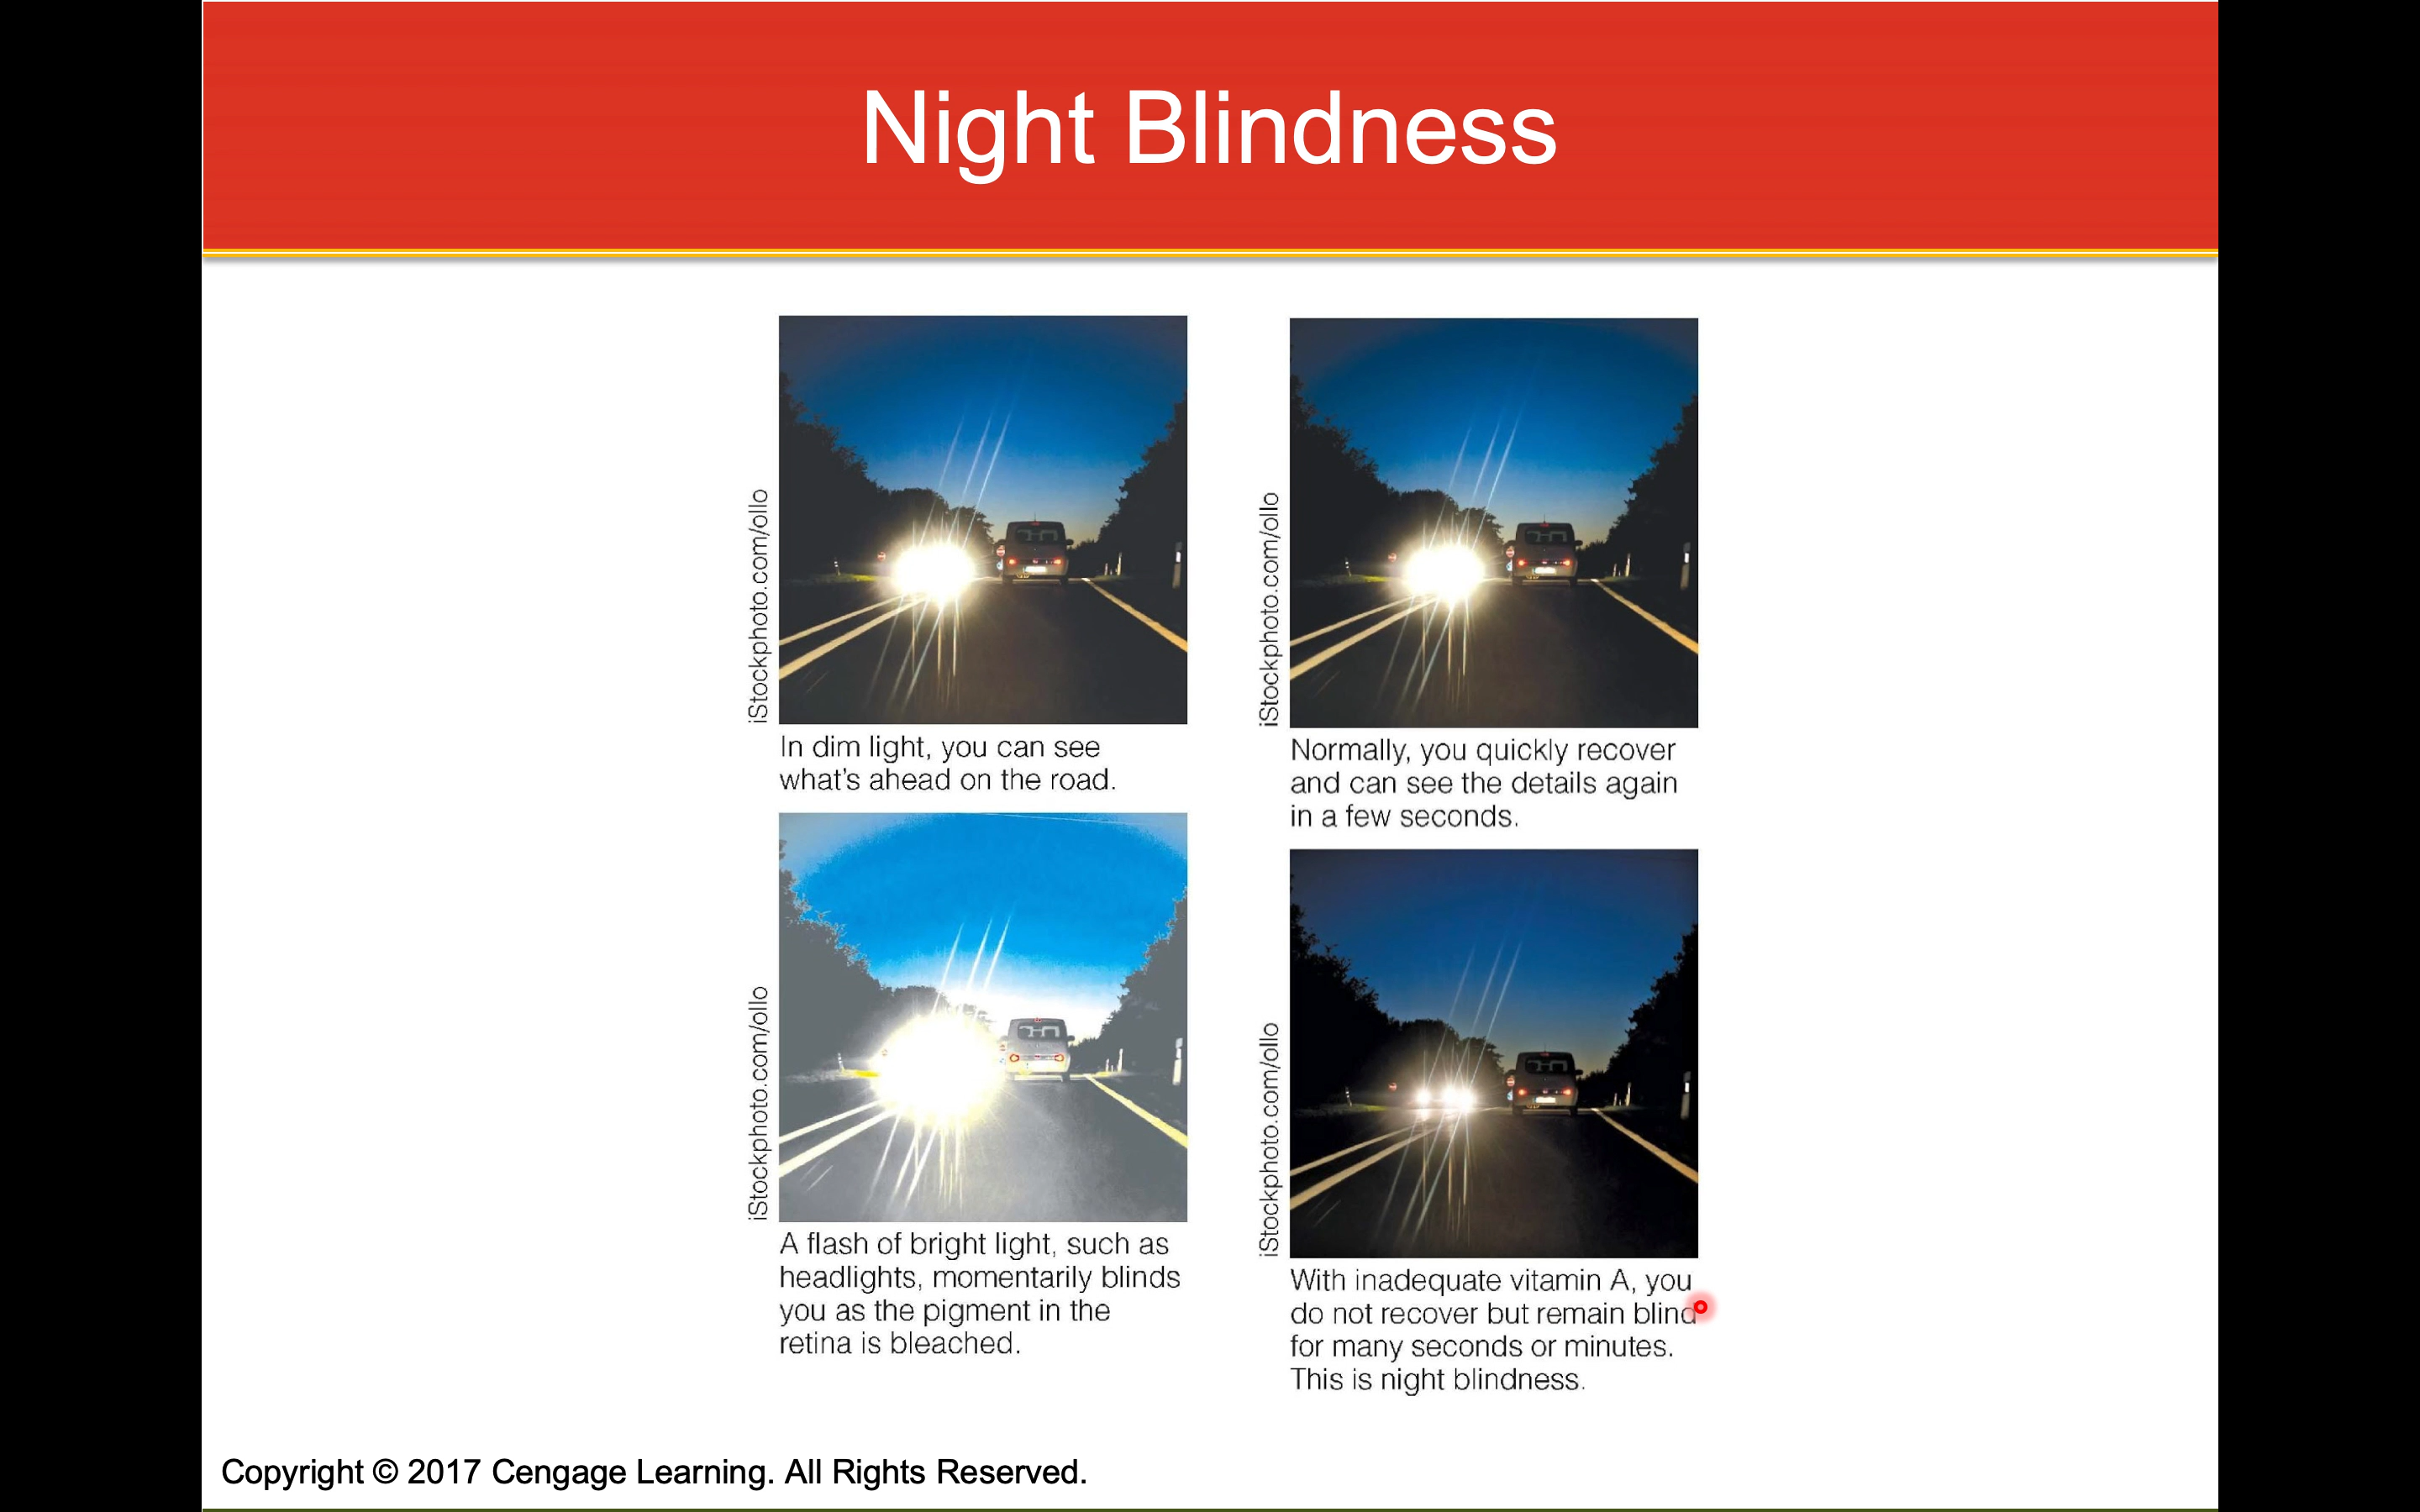 Night Blindness
iStockphoto.com/ollo
In dim light, you can see
what's ahead on the road.
iStockphoto.com/ollo
A flash of bright light, such as
headlights, momentarily blinds
you as the pigment in the
retina is bleached.
iStockphoto.com/ollo
Normally, you quickly recover
and can see the details again
in a few seconds.
iStockphoto.com/ollo
With inadequate vitamin A, you
do not recover but remain blind
for many seconds or minutes.
This is night blindness.
Copyright © 2017 Cengage Learning. All Rights Reserved.